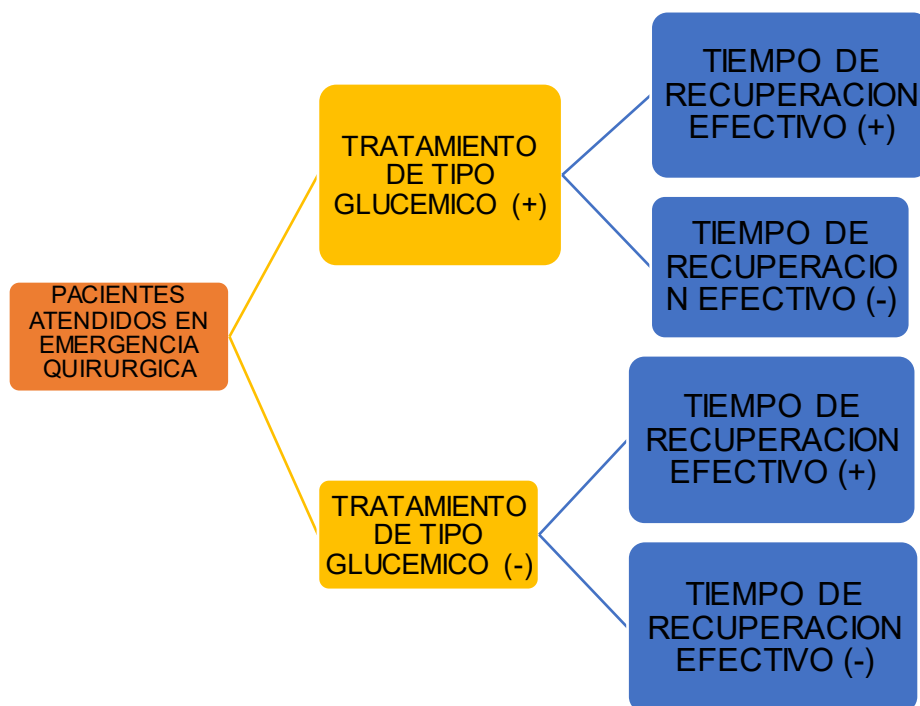 PACIENTES
ATENDIDOS EN
EMERGENCIA
QUIRURGICA
TRATAMIENTO
DE TIPO
GLUCEMICO (+)
TIEMPO DE
RECUPERACION
EFECTIVO (+)
TIEMPO DE
RECUPERACIO
N EFECTIVO (-)
TRATAMIENTO
DE TIPO
GLUCEMICO (-)
TIEMPO DE
RECUPERACION
EFECTIVO (+)
TIEMPO DE
RECUPERACION
EFECTIVO (-)